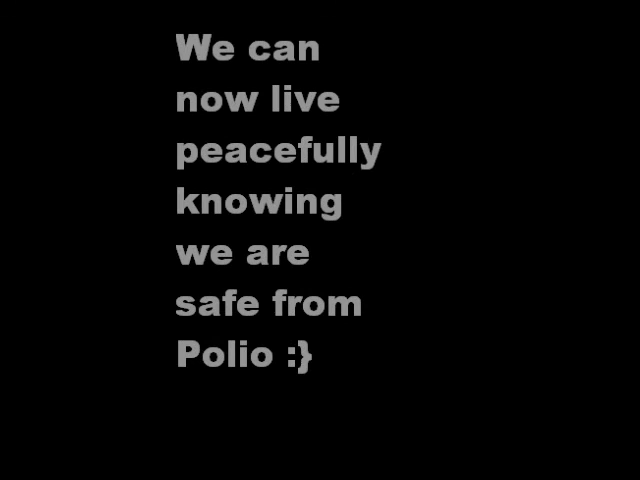 We can
now live
peacefully
knowing
we are
safe from
Polio :}